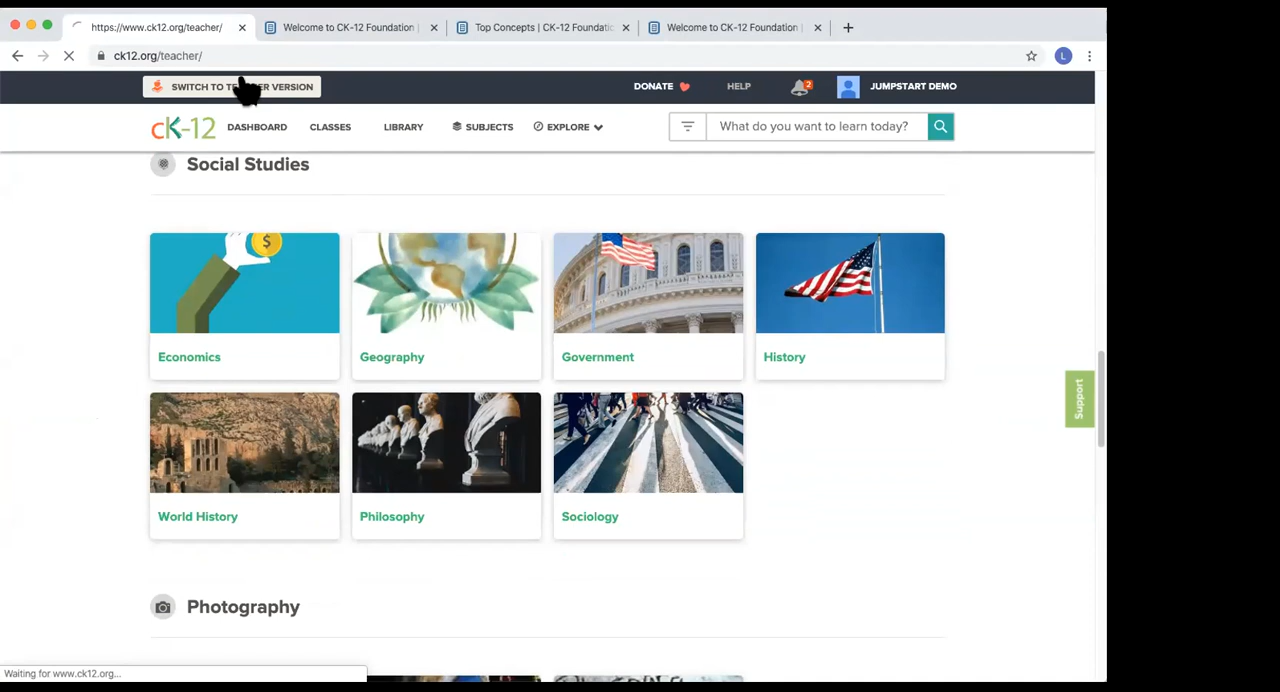 https://www.ck12.org/teacher/
Welcome to CK-12 Foundation |
Top Concepts | CK-12 Foundatio
Welcome to CK-12 Foundation |
ck12.org/teacher/
L
SWITCH TO TE ER VERSION
DONATE
HELP
2
JUMPSTART DEMO
cK-12
DASHBOARD
CLASSES
LIBRARY
SUBJECTS
EXPLORE
What do you want to learn today?
Social Studies
$
Economics
Geography
Government
History
Support
World History
Philosophy
Sociology
Photography
Waiting for www.ck12.org...